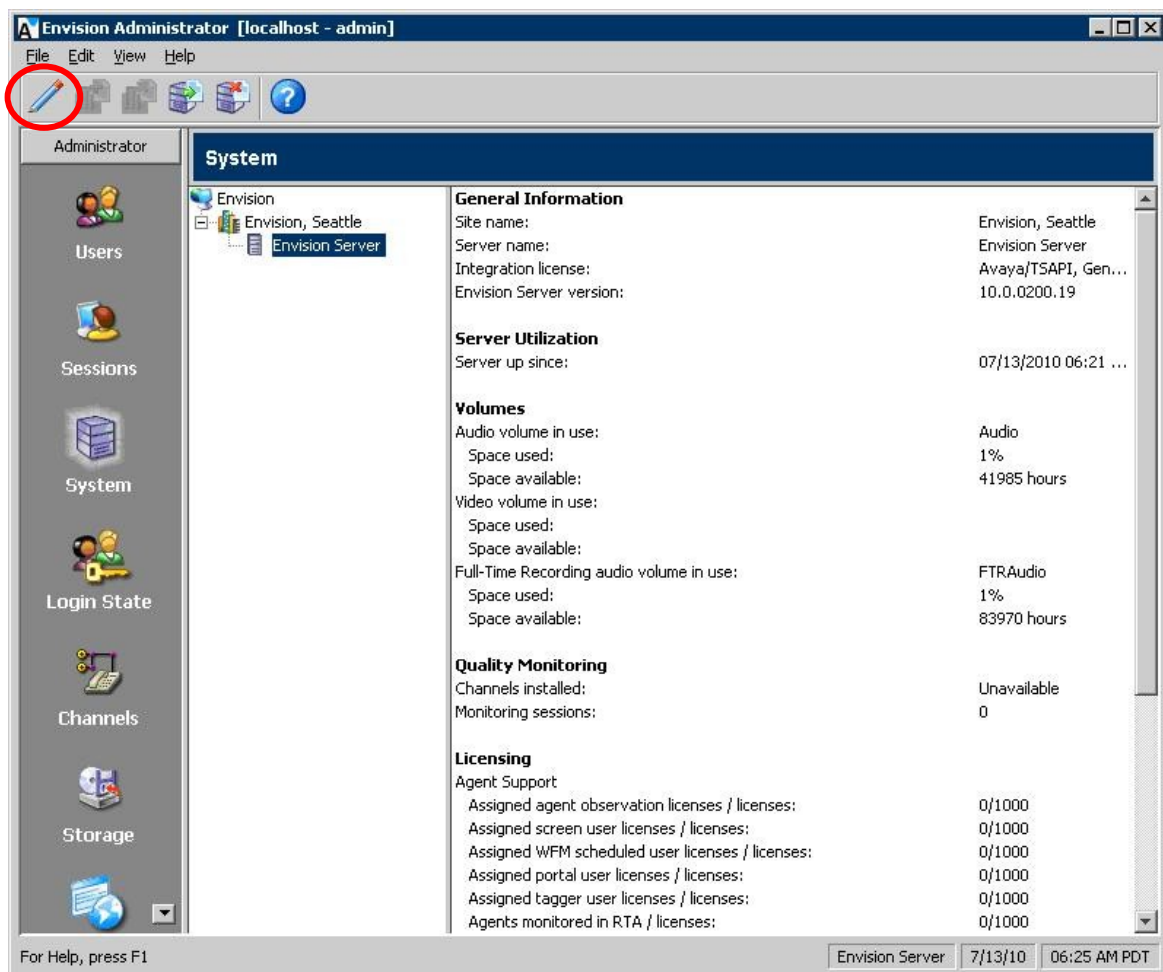 Envision Administrator [localhost - admin]
File Edit View Help
Administrator
Users
Sessions
System
Login State
Channels
Storage
System
Envision
Envision, Seattle
Envision Server
General Information
Site name: Envision, Seattle
Server name: Envision Server
Integration license: Avaya/TSAPI, Gen...
Envision Server version: 10.0.0200.19
Server Utilization
Server up since: 07/13/2010 06:21 ...
Volumes
Audio volume in use: Audio
Space used: 1%
Space available: 41985 hours
Video volume in use:
Space used:
Space available:
Full-Time Recording audio volume in use: FTRAudio
Space used: 1%
Space available: 83970 hours
Quality Monitoring
Channels installed: Unavailable
Monitoring sessions: 0
Licensing
Agent Support
Assigned agent observation licenses / licenses: 0/1000
Assigned screen user licenses / licenses: 0/1000
Assigned WFM scheduled user licenses / licenses: 0/1000
Assigned portal user licenses / licenses: 0/1000
Assigned tagger user licenses / licenses: 0/1000
Agents monitored in RTA / licenses: 0/1000
For Help, press F1
Envision Server 7/13/10 06:25 AM PDT